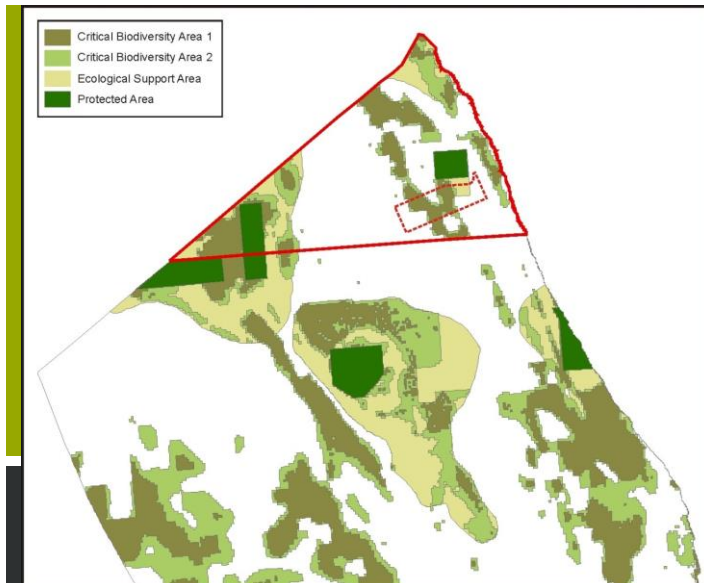 Critical Biodiversity Area 1
Critical Biodiversity Area 2
Ecological Support Area
Protected Area